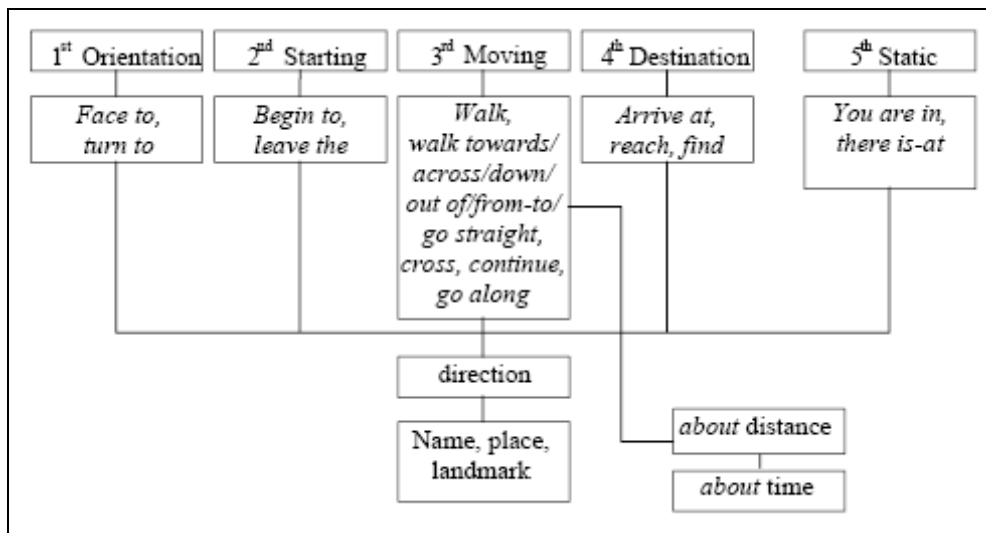 1st Orientation
2nd Starting
3rd Moving
4th Destination
5th Static
Face to,
turn to
Begin to,
leave the
Walk,
walk towards/
across/down/
out of/from-to/
go straight,
cross, continue,
go along
Arrive at,
reach, find
You are in,
there is-at
direction
Name, place,
landmark
about distance
about time